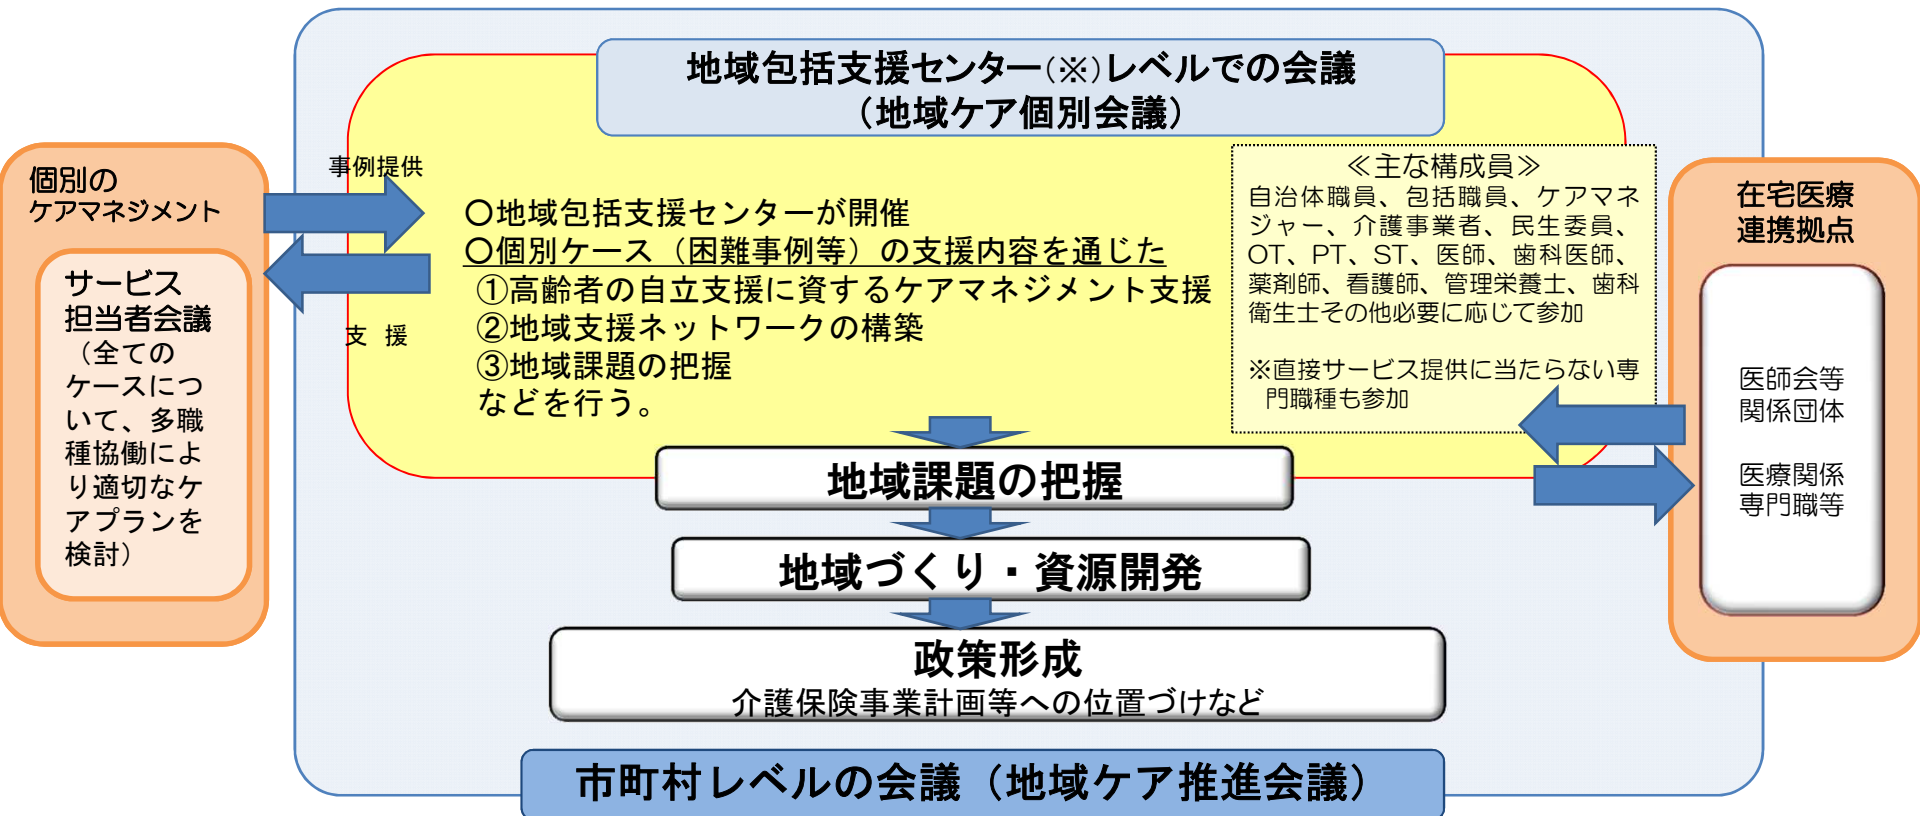 地域包括支援センター(※)レベルでの会議
（地域ケア個別会議）
個別の
ケアマネジメント
サービス
担当者会議
（全ての
ケースにつ
いて、多職
種協働によ
り適切なケ
アプランを
検討）
事例提供
支 援
〇地域包括支援センターが開催
〇個別ケース（困難事例等）の支援内容を通じた
①高齢者の自立支援に資するケアマネジメント支援
②地域支援ネットワークの構築
③地域課題の把握
などを行う。
≪主な構成員≫
自治体職員、包括職員、ケアマネ
ジャー、介護事業者、民生委員、
OT、PT、ST、医師、歯科医師、
薬剤師、看護師、管理栄養士、歯科
衛生士その他必要に応じて参加
※直接サービス提供に当たらない専
門職種も参加
在宅医療
連携拠点
医師会等
関係団体
医療関係
専門職等
地域課題の把握
地域づくり・資源開発
政策形成
介護保険事業計画等への位置づけなど
市町村レベルの会議（地域ケア推進会議）